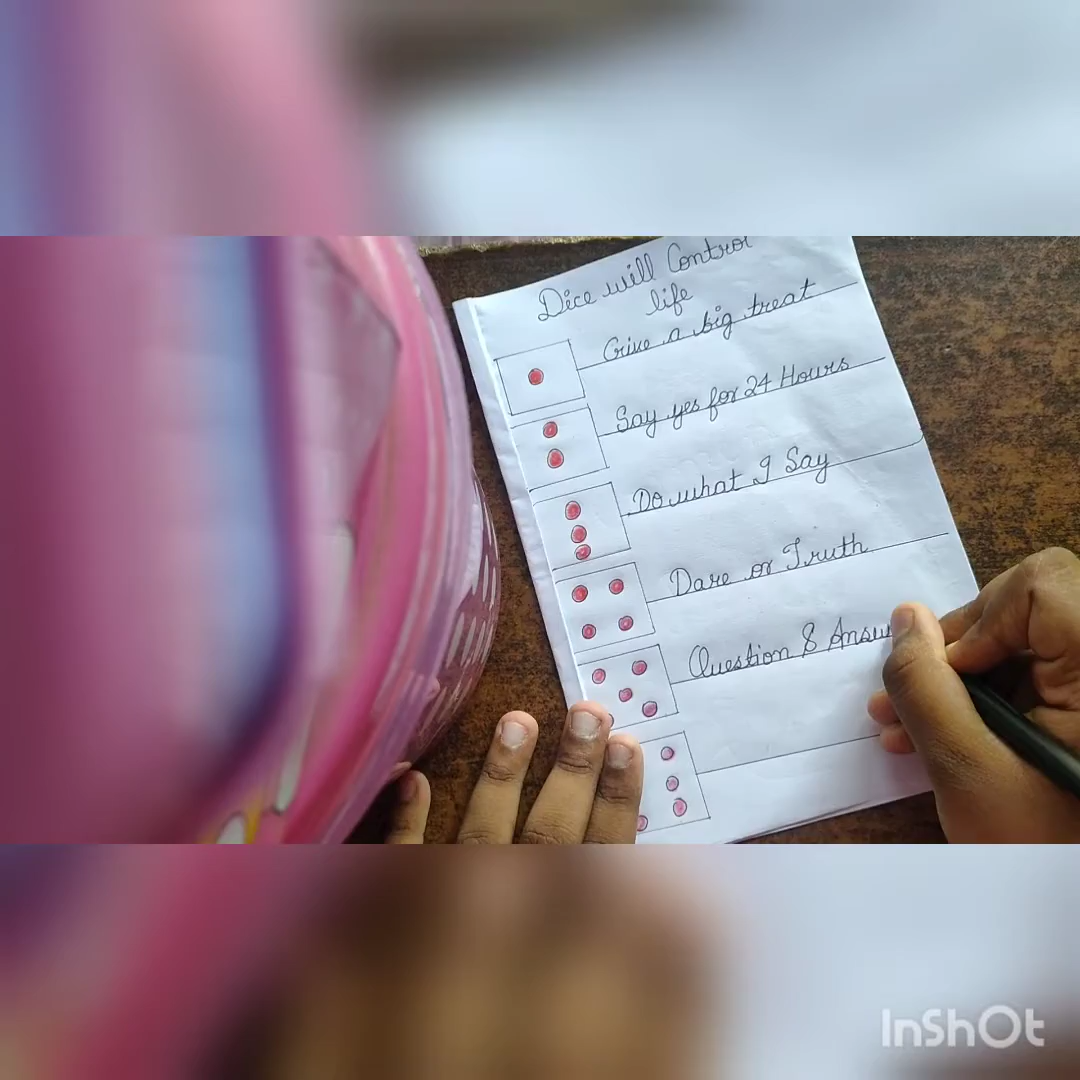 Dice will Control
life
Give a big treat
Say yes for 24 Hours
Do what I Say
Dare or Truth
Question &
InShOt